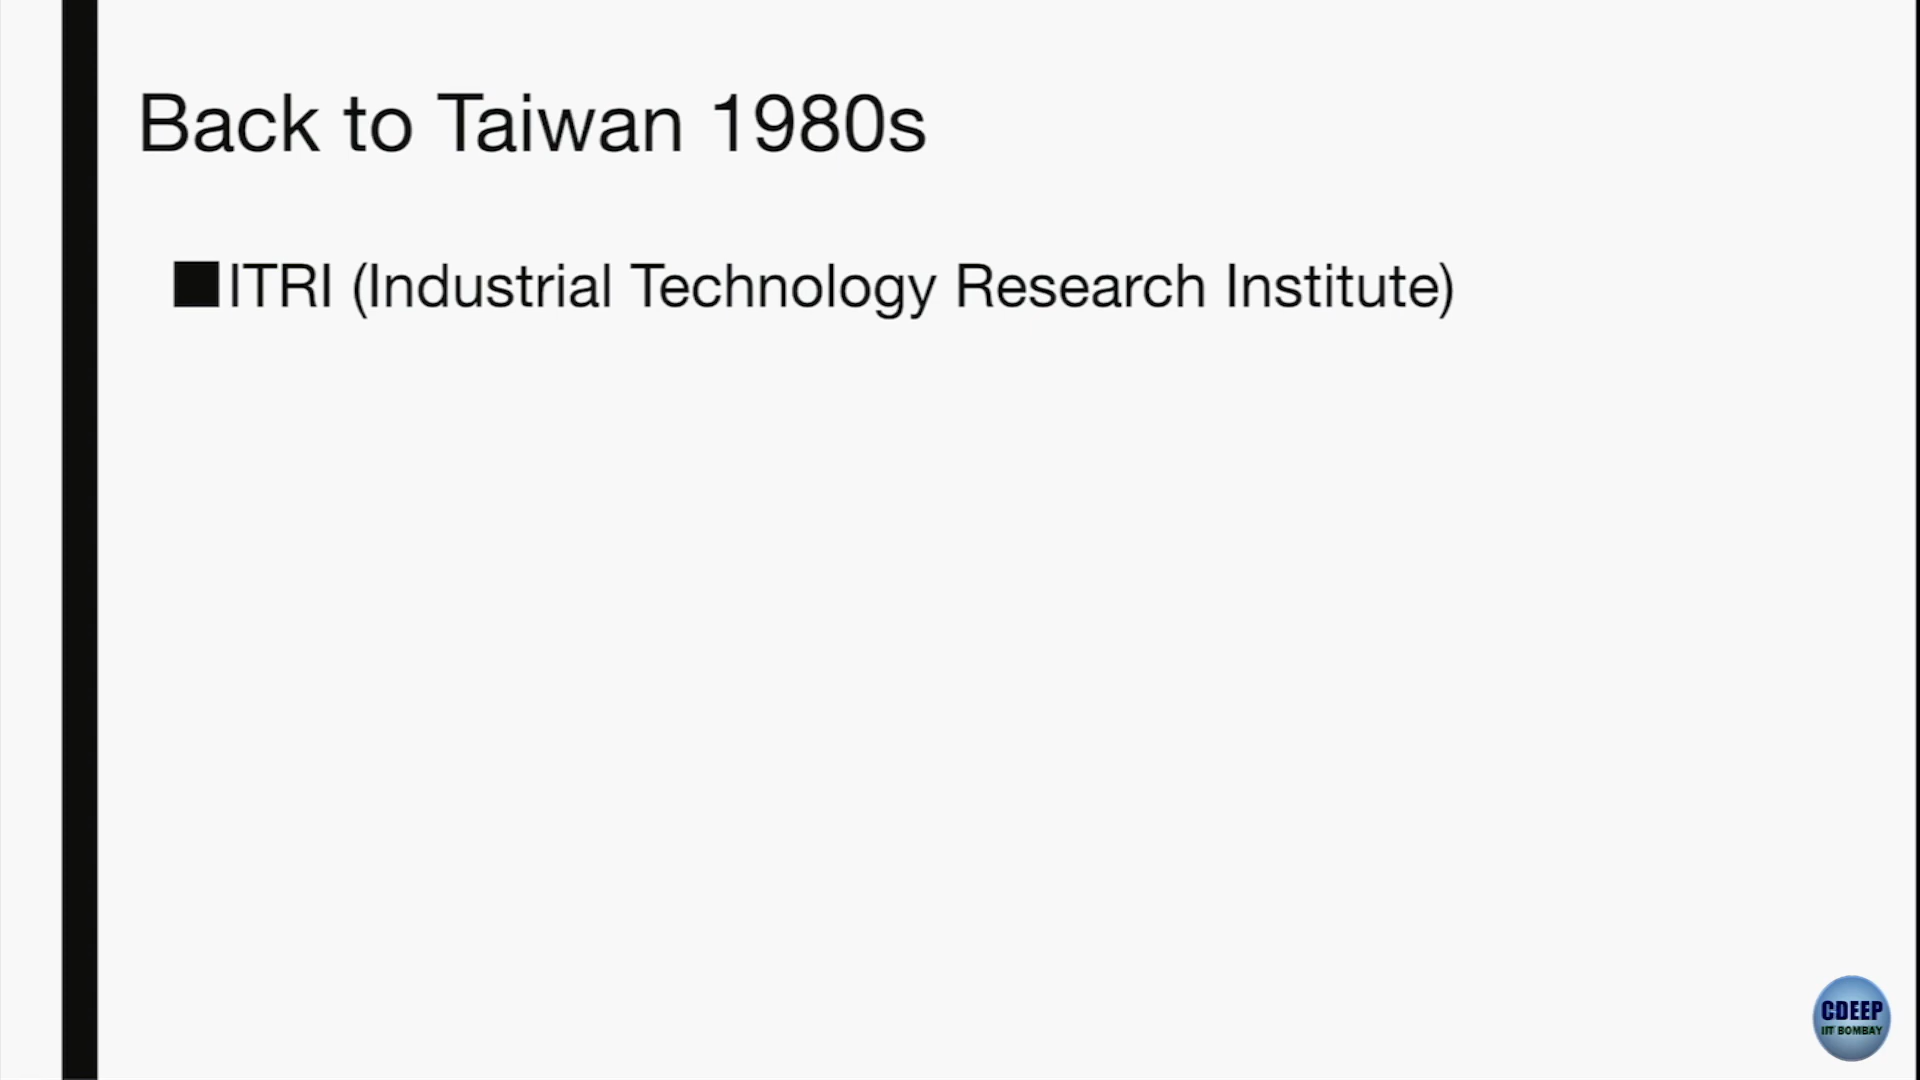 Back to Taiwan 1980s
ITRI (Industrial Technology Research Institute)
CDEEP
IIT BOMBAY